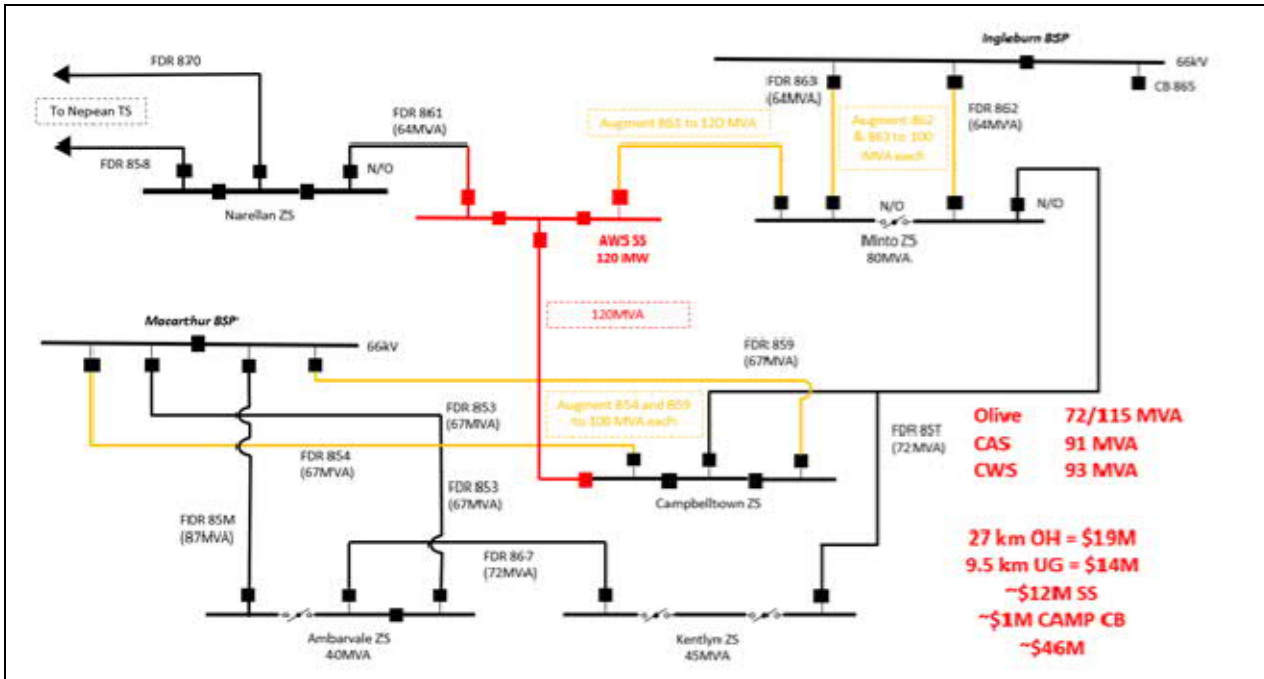 Ingleburn BSP
66kV
FDR 870
FDR 863
(64MVA)
CB 865
To Nepean TS
FDR 861
(64MVA)
Augment 861 to 120 MVA
Augment 862
& 863 to 100
MVA each
FDR 862
(64MVA)
FDR 858
N/O
N/O
N/O
Narellan ZS
AWS SS
120 MW
Minto ZS
80MVA
120MVA
Macarthur BSP
66kV
FDR 859
(67MVA)
FDR 853
(67MVA)
Augment 854 and 859
to 100 MVA each
FDR 85T
(72MVA)
Olive 72/115 MVA
CAS 91 MVA
CWS 93 MVA
FDR 854
(67MVA)
FDR 853
(67MVA)
Campbelltown ZS
FDR 85M
(87MVA)
FDR 867
(72MVA)
27 km OH = $19M
9.5 km UG = $14M
~$12M SS
~$1M CAMP CB
~$46M
Ambarvale ZS
40MVA
Kentlyn ZS
45MVA